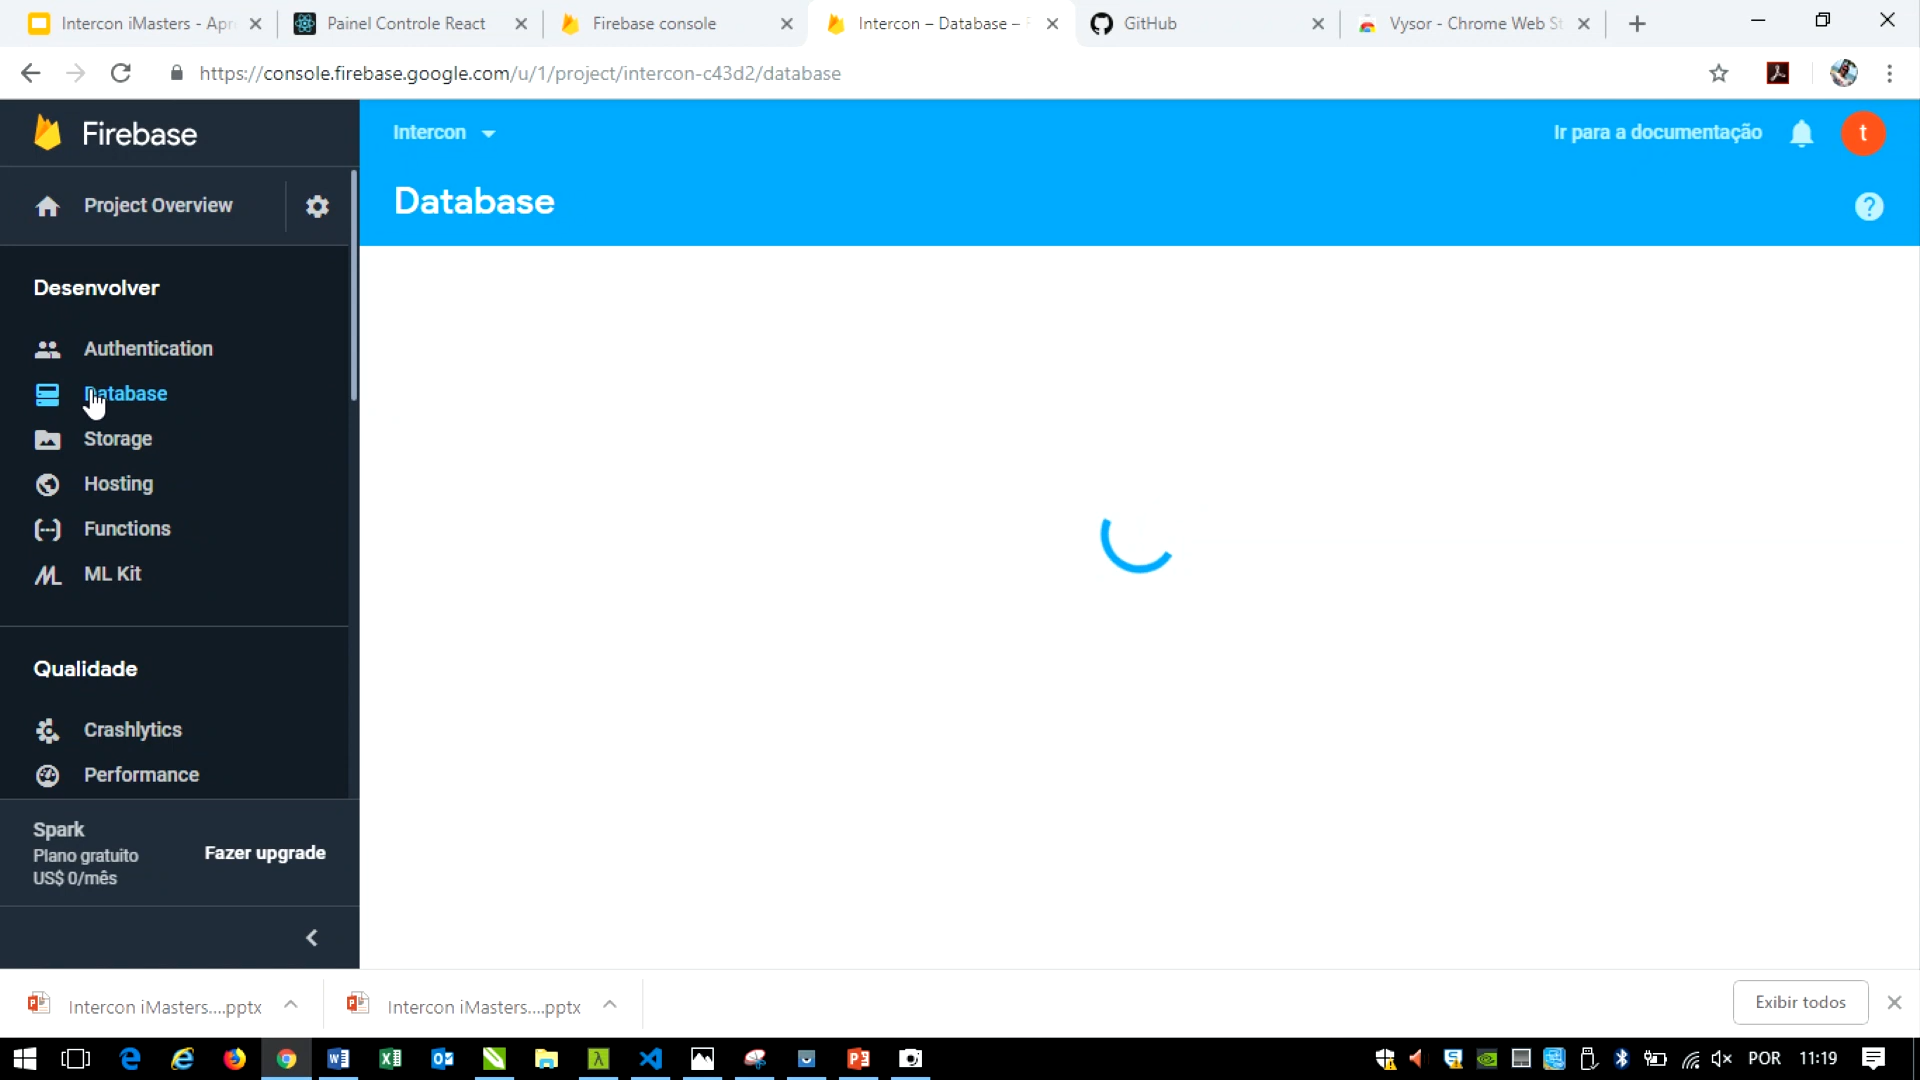 Intercon iMasters - Apr
Painel Controle React
Firebase console
Intercon – Database –
GitHub
Vysor - Chrome Web St
https://console.firebase.google.com/u/1/project/intercon-c43d2/database
Firebase
Intercon
Ir para a documentação
t
Project Overview
Database
?
Desenvolver
Authentication
Database
Storage
Hosting
Functions
ML Kit
Qualidade
Crashlytics
Performance
Spark
Plano gratuito
US$ 0/mês
Fazer upgrade
Intercon iMasters....pptx
Intercon iMasters....pptx
Exibir todos
POR
11:19